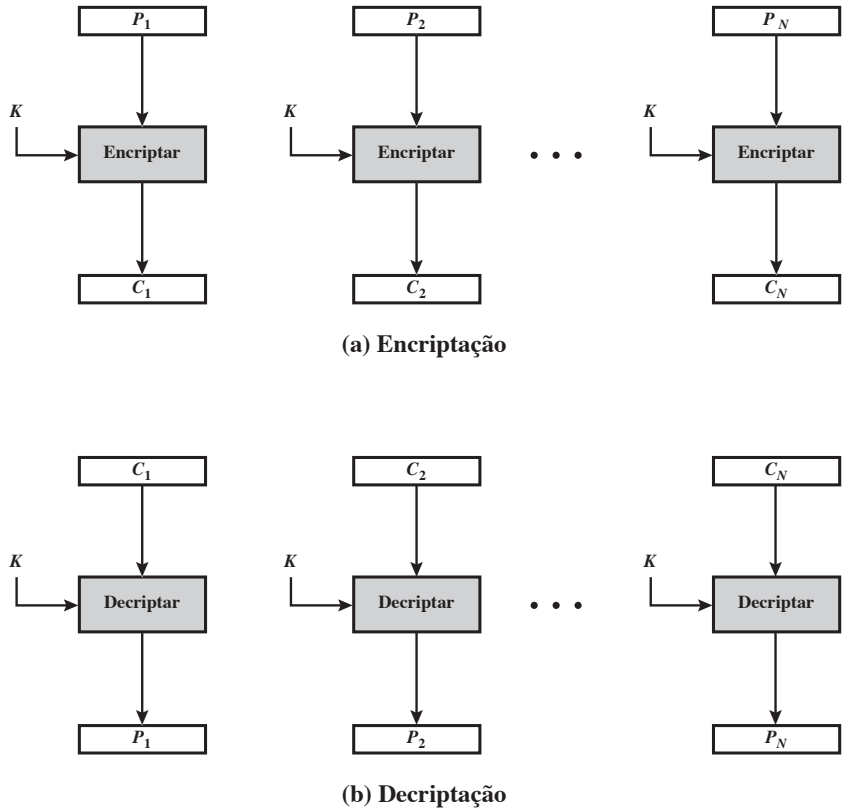 P1 P2 PN
K K K
Encriptar Encriptar • • • Encriptar
C1 C2 CN
(a) Encriptação
C1 C2 CN
K K K
Decriptar Decriptar • • • Decriptar
P1 P2 PN
(b) Decriptação